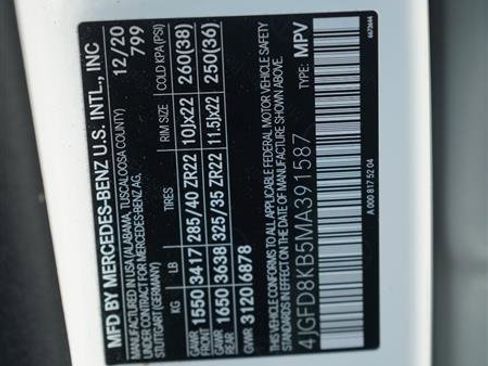 MFD BY MERCEDES-BENZ U.S. INTL., INC
MANUFACTURED IN USA (ALABAMA, TUSCALOOSA COUNTY) 12/20
UNDER CONTRACT FOR MERCEDES-BENZ AG, 799
STUTTGART (GERMANY)
KG LB TIRES RIM SIZE COLD KPA (PSI)
GAWR FRONT 1550 3417 285/40 ZR22 10Jx22 260(38)
GAWR REAR 1650 3638 325/35 ZR22 11.5Jx22 250(36)
GVWR 3120 6878
THIS VEHICLE CONFORMS TO ALL APPLICABLE FEDERAL MOTOR VEHICLE SAFETY
STANDARDS IN EFFECT ON THE DATE OF MANUFACTURE SHOWN ABOVE.
4JGFD8KB5MA391587 TYPE: MPV
A 000 817 52 04